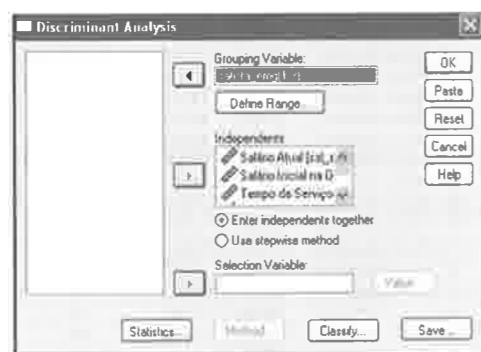 Discriminant Analysis
Grouping Variable:
Define Range...
Independents
Salário Atual
Salário Inicial na
Tempo de Serviço
Enter independents together
Use stepwise method
Selection Variable:
Value
OK
Paste
Reset
Cancel
Help
Statistics...
Method...
Classify...
Save...